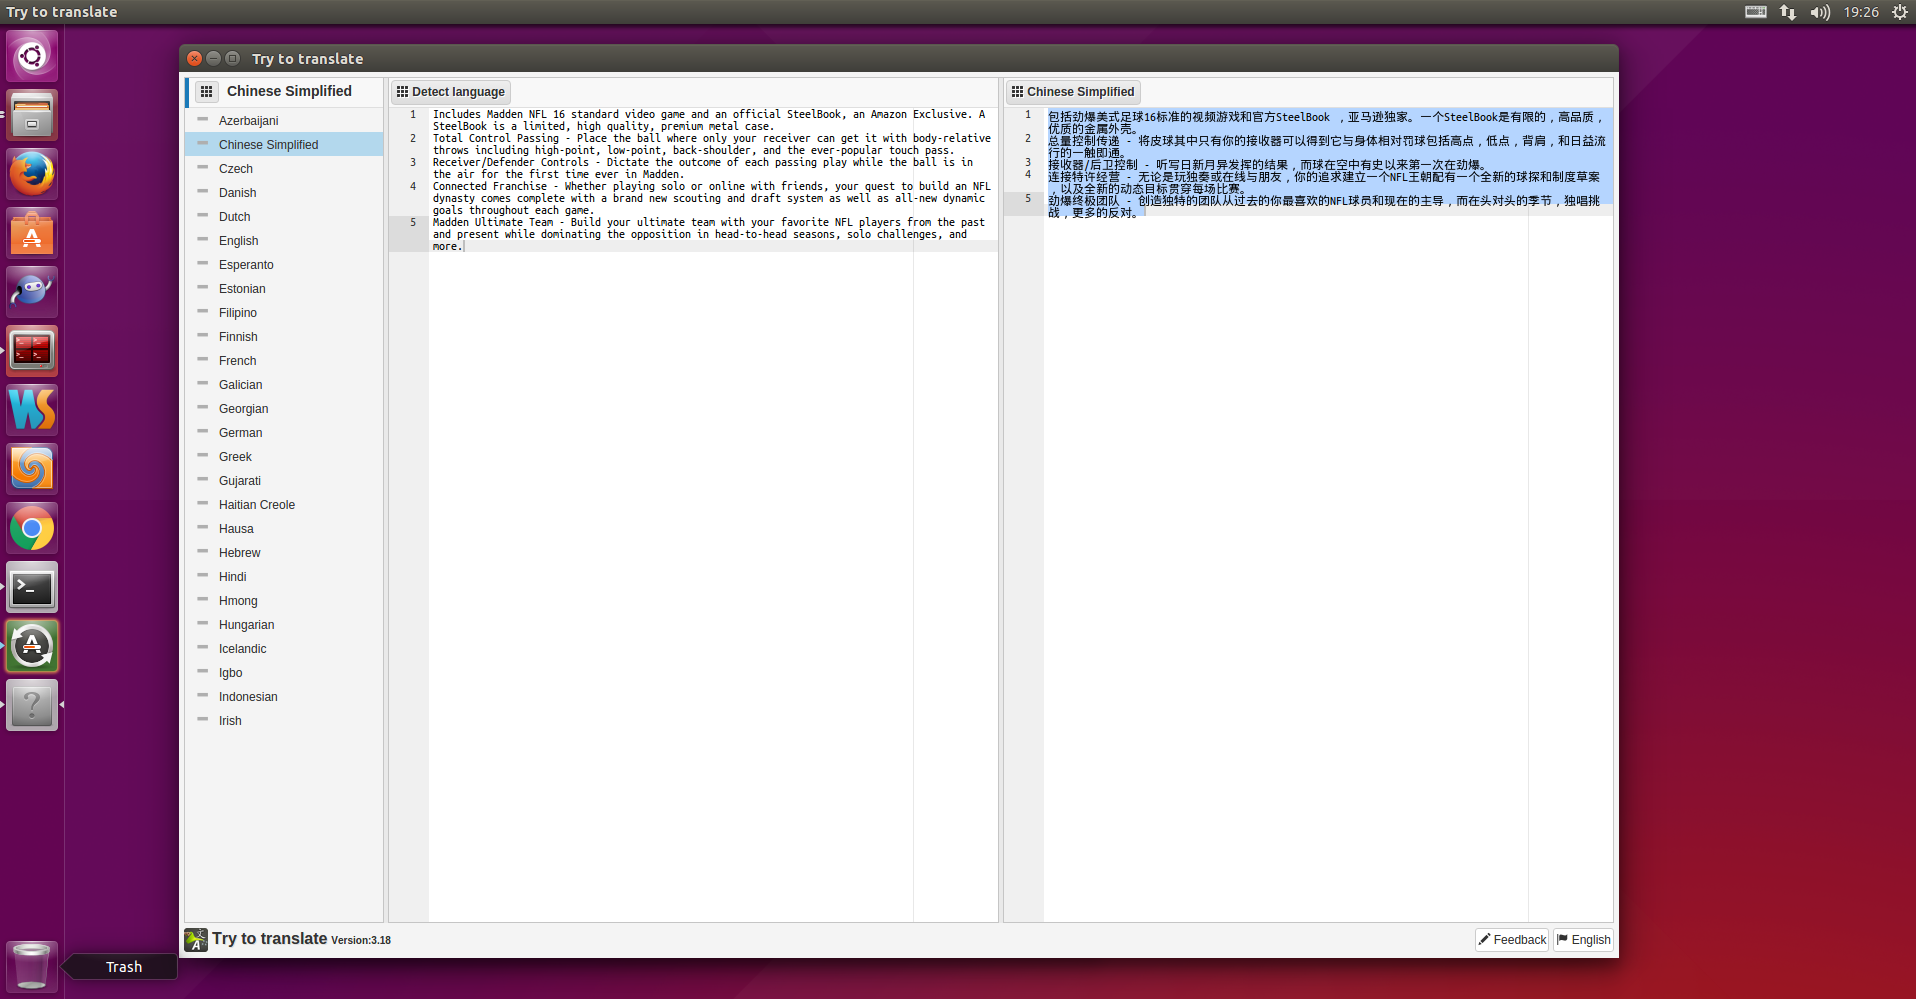 Try to translate
19:26
Try to translate
Chinese Simplified
Azerbaijani
Chinese Simplified
Czech
Danish
Dutch
English
Esperanto
Estonian
Filipino
Finnish
French
Galician
Georgian
German
Greek
Gujarati
Haitian Creole
Hausa
Hebrew
Hindi
Hmong
Hungarian
Icelandic
Igbo
Indonesian
Irish
Detect language
1 Includes Madden NFL 16 standard video game and an official SteelBook, an Amazon Exclusive. A
SteelBook is a limited, high quality, premium metal case.
2 Total Control Passing - Place the ball where only your receiver can get it with body-relative
throws including high-point, low-point, back-shoulder, and the ever-popular touch pass.
3 Receiver/Defender Controls - Dictate the outcome of each passing play while the ball is in
the air for the first time ever in Madden.
4 Connected Franchise - Whether playing solo or online with friends, your quest to build an NFL
dynasty comes complete with a brand new scouting and draft system as well as all-new dynamic
goals throughout each game.
5 Madden Ultimate Team - Build your ultimate team with your favorite NFL players from the past
and present while dominating the opposition in head-to-head seasons, solo challenges, and
more.
Chinese Simplified
1 包括劲爆美式足球16标准的视频游戏和官方SteelBook ，亚马逊独家。一个SteelBook是有限的，高品质，
优质的金属外壳。
2 总量控制传递 - 将皮球其中只有你的接收器可以得到它与身体相对罚球包括高点，低点，背肩，和日益流
行的一触即通。
3 接收器/后卫控制 - 听写日新月异发挥的结果，而球在空中有史以来第一次在劲爆。
4 连接特许经营 - 无论是玩独奏或在线与朋友，你的追求建立一个NFL王朝配有一个全新的球探和制度草案
，以及全新的动态目标贯穿每场比赛。
5 劲爆终极团队 - 创造独特的团队从过去的你最喜欢的NFL球员和现在的主导，而在头对头的季节，独唱挑
战，更多的反对。
Try to translate Version:3.18
Feedback
English
Trash